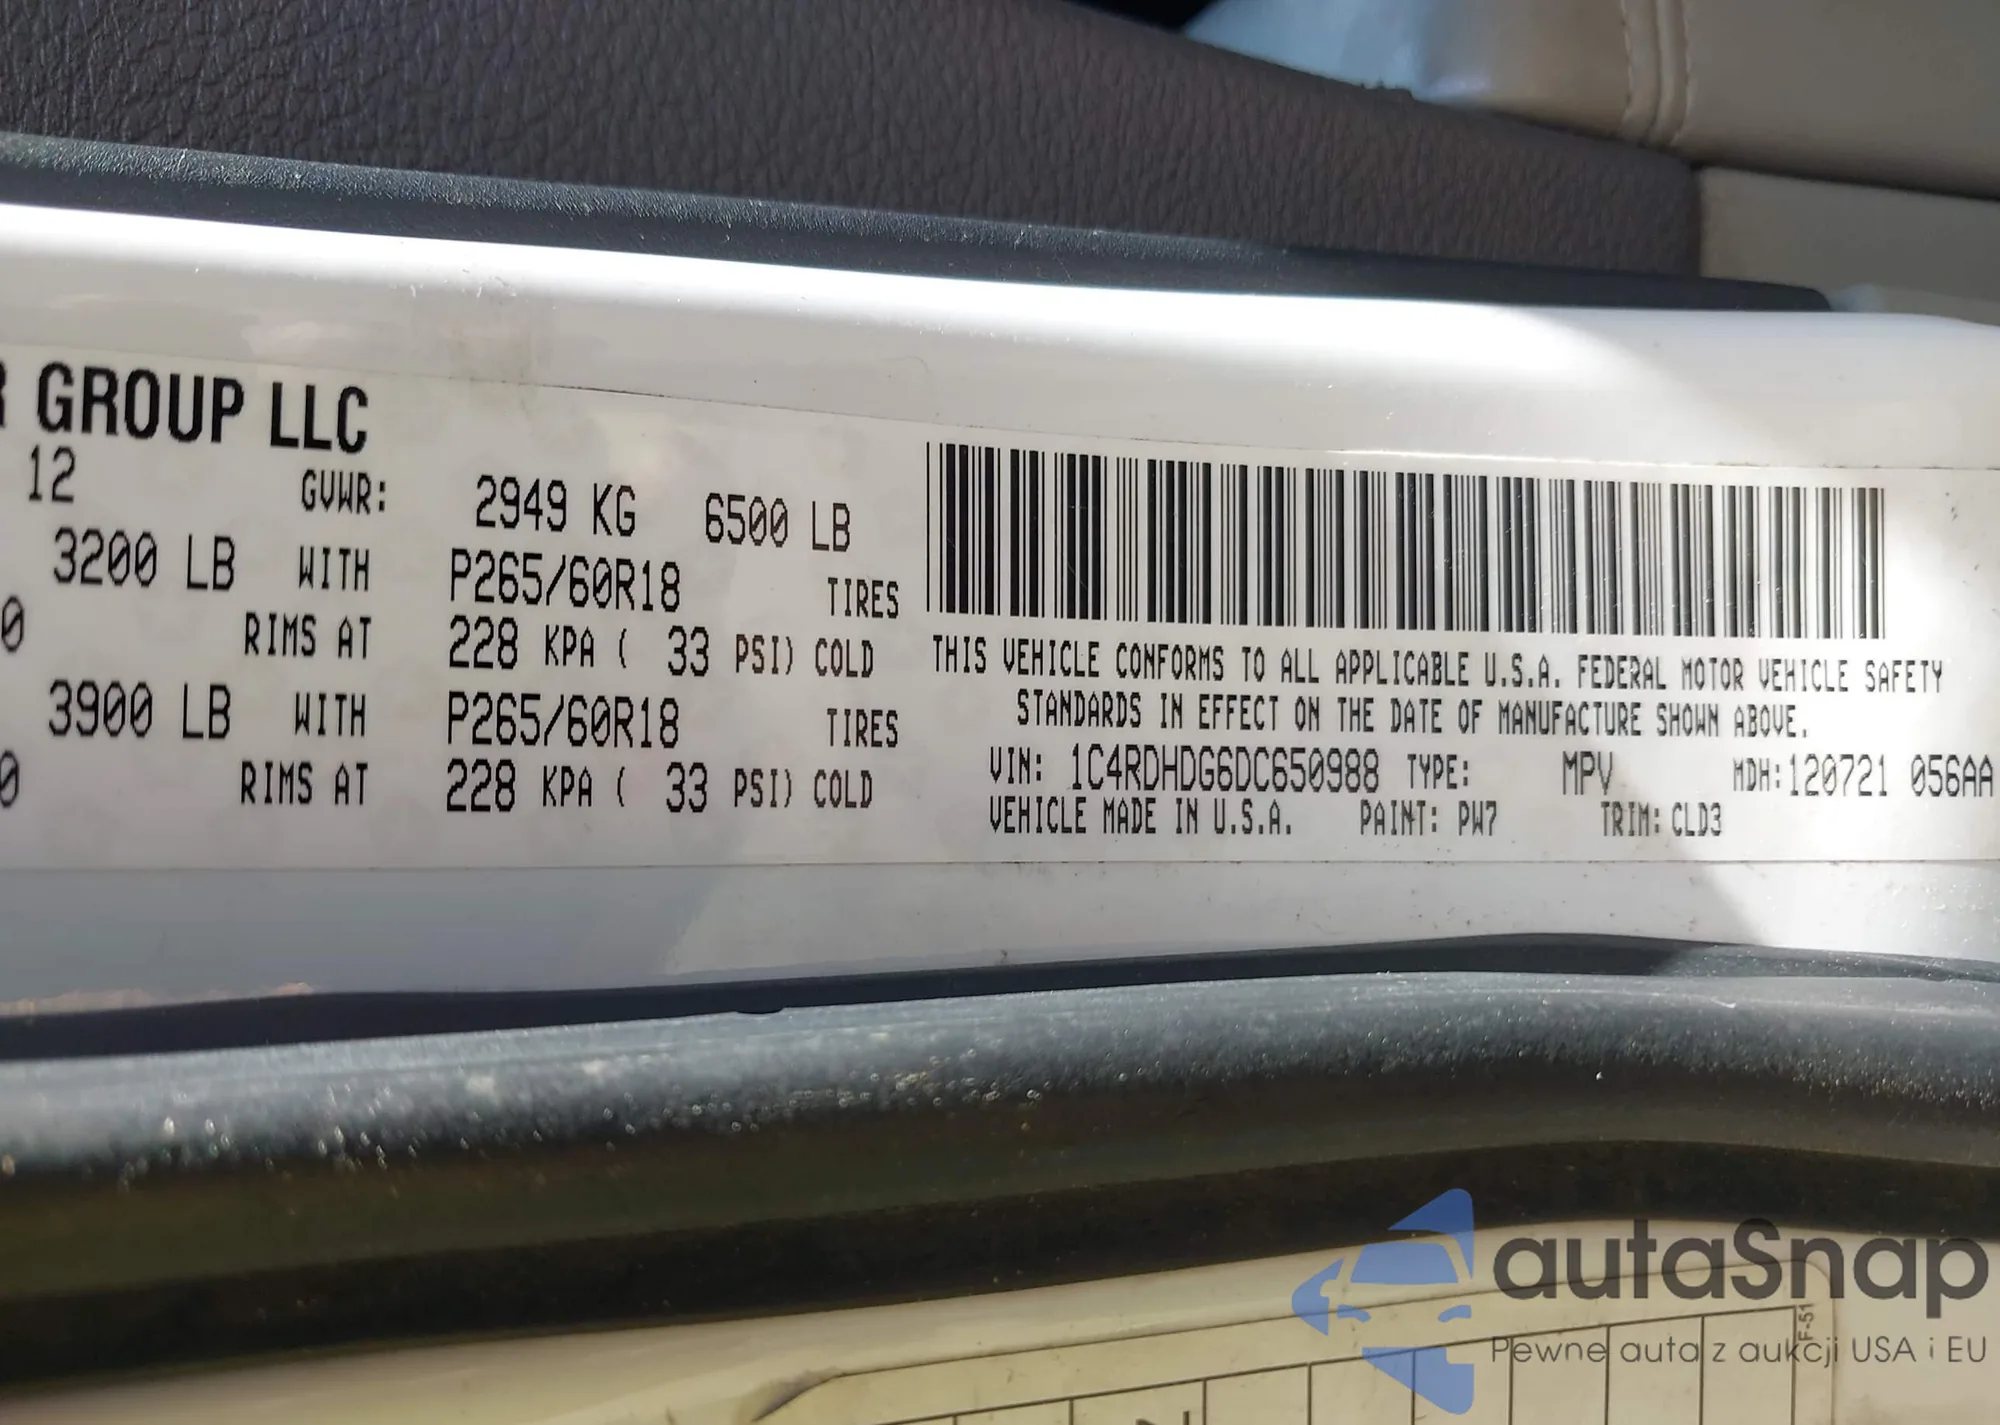 GROUP LLC
12 GVWR: 2949 KG 6500 LB
3200 LB WITH P265/60R18 TIRES
0 RIMS AT 228 KPA ( 33 PSI) COLD
3900 LB WITH P265/60R18 TIRES
0 RIMS AT 228 KPA ( 33 PSI) COLD
THIS VEHICLE CONFORMS TO ALL APPLICABLE U.S.A. FEDERAL MOTOR VEHICLE SAFETY
STANDARDS IN EFFECT ON THE DATE OF MANUFACTURE SHOWN ABOVE.
VIN: 1C4RDHDG6DC650988 TYPE: MPV MDH:120721 056AA
VEHICLE MADE IN U.S.A. PAINT: PW7 TRIM: CLD3
autaSnap
Pewne auta z aukcji USA i EU
F-51